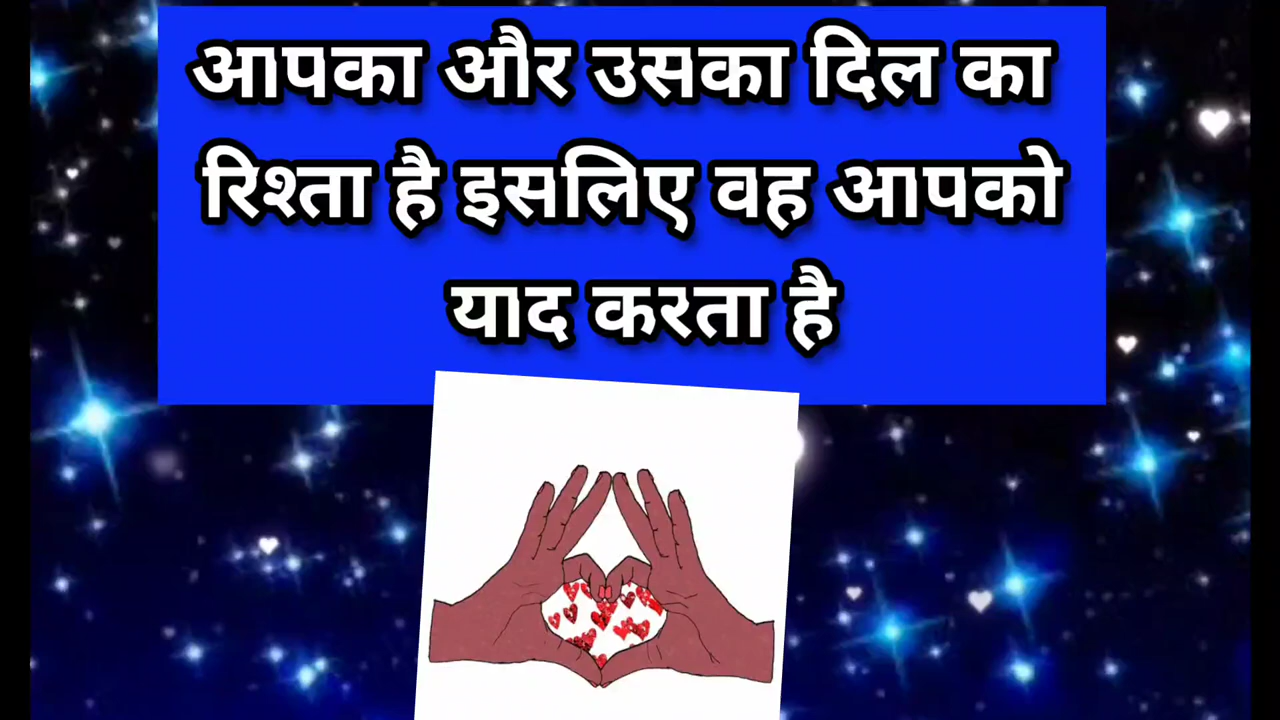 आपका और उसका दिल का
रिश्ता है इसलिए वह आपको
याद करता है